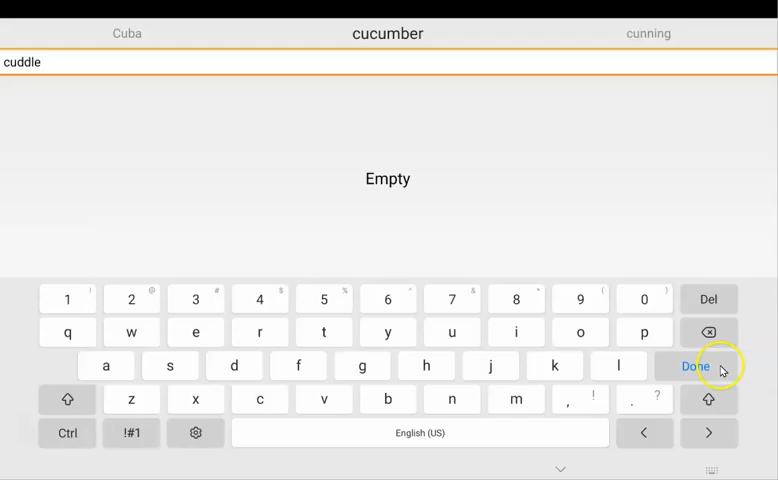 Cuba cucumber cunning
cuddle
Empty
1 ! 2 @ 3 # 4 $ 5 % 6 ^ 7 & 8 * 9 ( 0 ) Del
q w e r t y u i o p
a s d f g h j k l Done
z x c v b n m , ! . ?
Ctrl !#1 English (US) < >